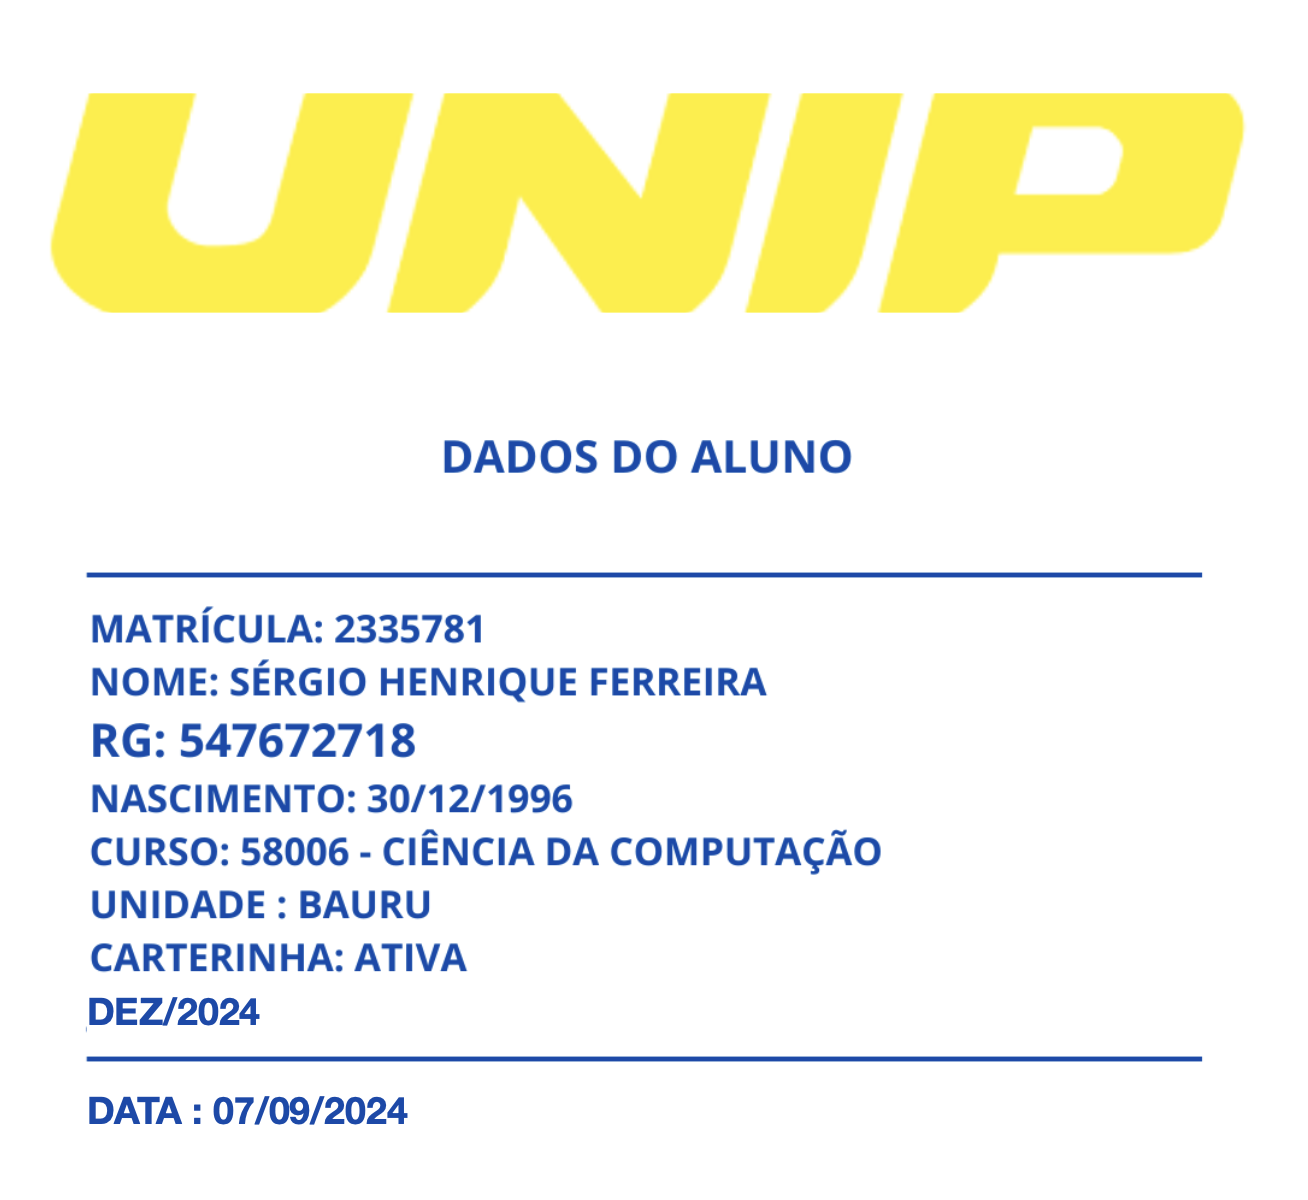 UNIP
DADOS DO ALUNO
MATRÍCULA: 2335781
NOME: SÉRGIO HENRIQUE FERREIRA
RG: 547672718
NASCIMENTO: 30/12/1996
CURSO: 58006 - CIÊNCIA DA COMPUTAÇÃO
UNIDADE : BAURU
CARTERINHA: ATIVA
DEZ/2024
DATA : 07/09/2024